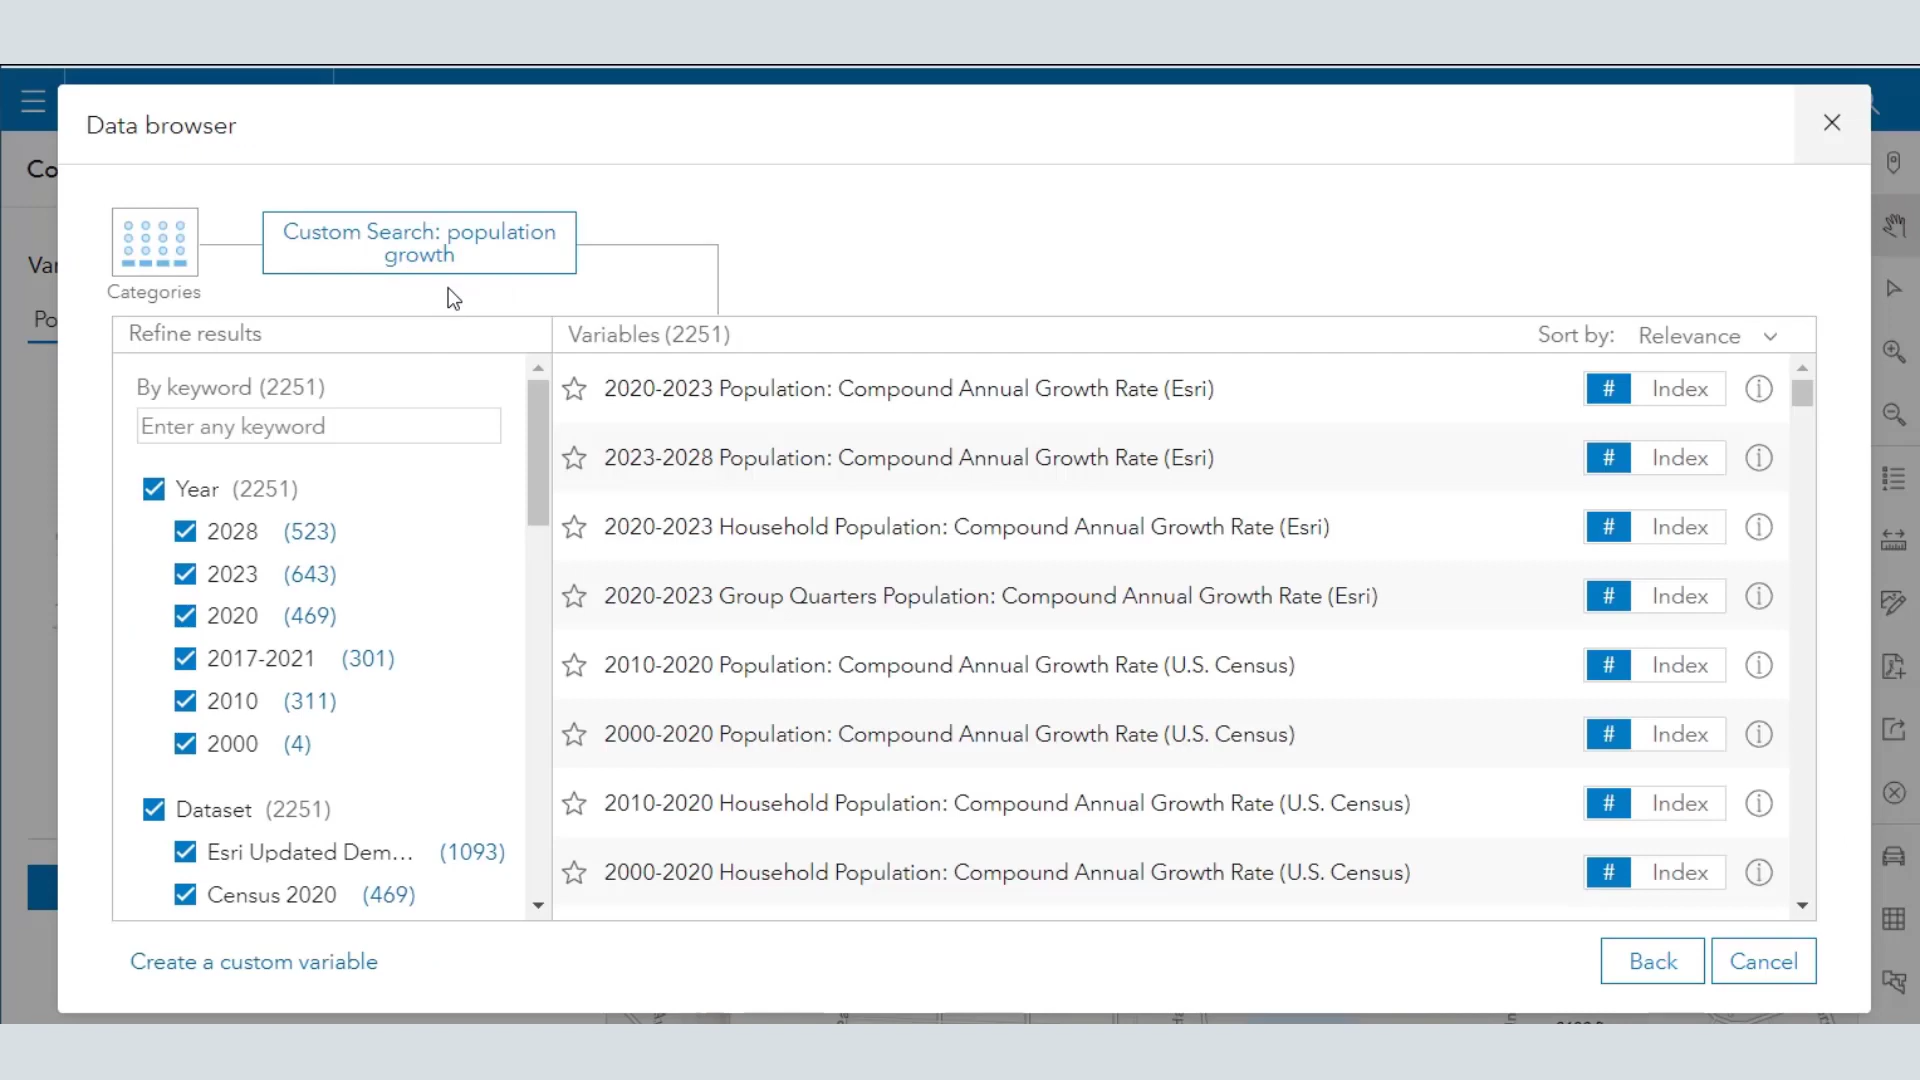 Data browser
Co
Var
Po
Categories
Custom Search: population
growth
Refine results
By keyword (2251)
Enter any keyword
Year (2251)
2028 (523)
2023 (643)
2020 (469)
2017-2021 (301)
2010 (311)
2000 (4)
Dataset (2251)
Esri Updated Dem... (1093)
Census 2020 (469)
Variables (2251)
Sort by: Relevance
2020-2023 Population: Compound Annual Growth Rate (Esri) # Index
2023-2028 Population: Compound Annual Growth Rate (Esri) # Index
2020-2023 Household Population: Compound Annual Growth Rate (Esri) # Index
2020-2023 Group Quarters Population: Compound Annual Growth Rate (Esri) # Index
2010-2020 Population: Compound Annual Growth Rate (U.S. Census) # Index
2000-2020 Population: Compound Annual Growth Rate (U.S. Census) # Index
2010-2020 Household Population: Compound Annual Growth Rate (U.S. Census) # Index
2000-2020 Household Population: Compound Annual Growth Rate (U.S. Census) # Index
Create a custom variable
Back
Cancel